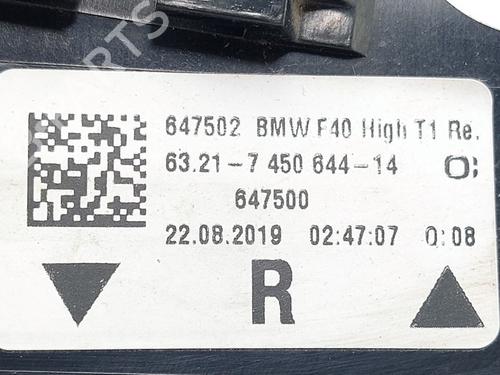 647502 BMW F40 High T1 Re.
63.21-7 450 644-14 O:
647500
22.08.2019 02:47:07 0:08
R